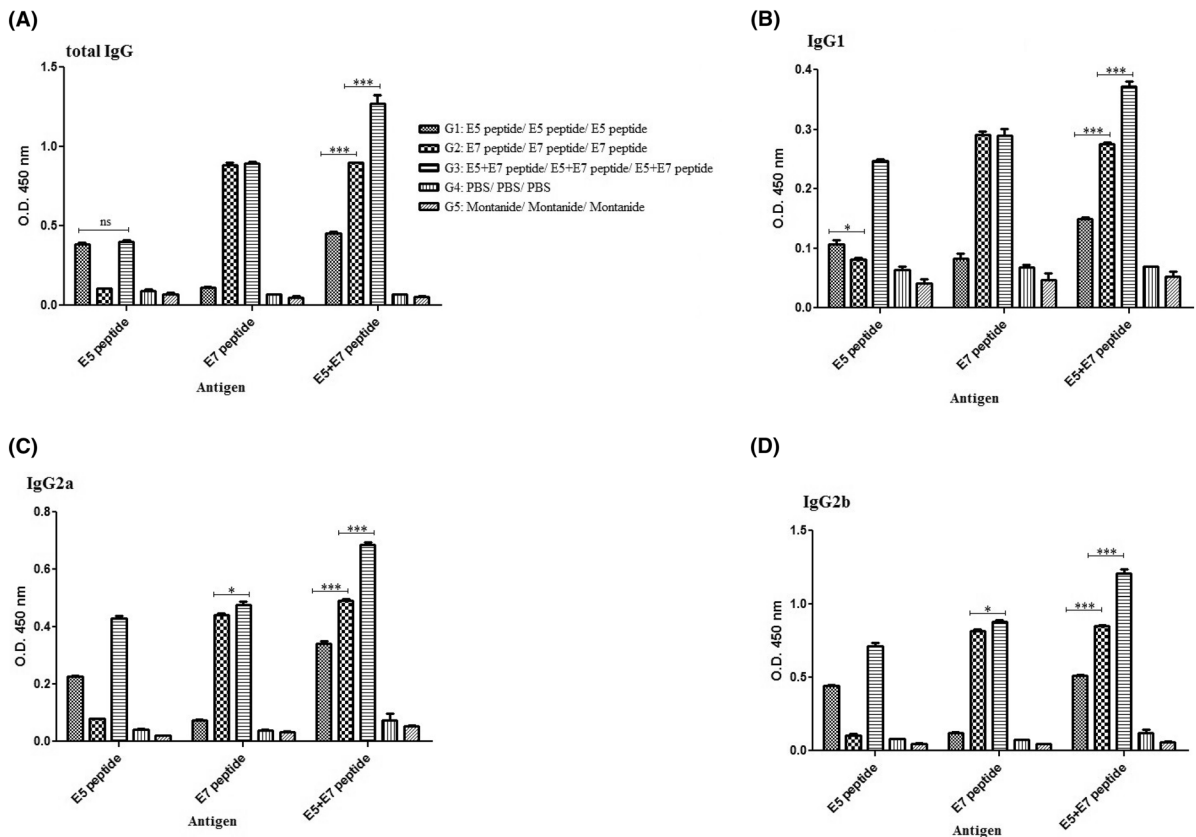 (A)
total IgG
1.5
1.0
0.5
0.0
O.D. 450 nm
ns
***
***
E5 peptide
E7 peptide
E5+E7 peptide
Antigen
G1: E5 peptide/ E5 peptide/ E5 peptide
G2: E7 peptide/ E7 peptide/ E7 peptide
G3: E5+E7 peptide/ E5+E7 peptide/ E5+E7 peptide
G4: PBS/ PBS/ PBS
G5: Montanide/ Montanide/ Montanide
(B)
IgG1
0.4
0.3
0.2
0.1
0.0
O.D. 450 nm
*
***
***
E5 peptide
E7 peptide
E5+E7 peptide
Antigen
(C)
IgG2a
0.8
0.6
0.4
0.2
0.0
O.D. 450 nm
*
***
***
E5 peptide
E7 peptide
E5+E7 peptide
Antigen
(D)
IgG2b
1.5
1.0
0.5
0.0
O.D. 450 nm
*
***
***
E5 peptide
E7 peptide
E5+E7 peptide
Antigen